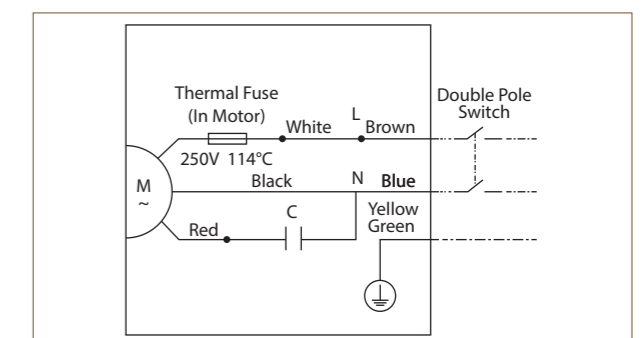 Thermal Fuse
(In Motor)
White
L
Brown
Double Pole
Switch
250V 114°C
M
~
Black
N
Blue
Red
C
Yellow
Green